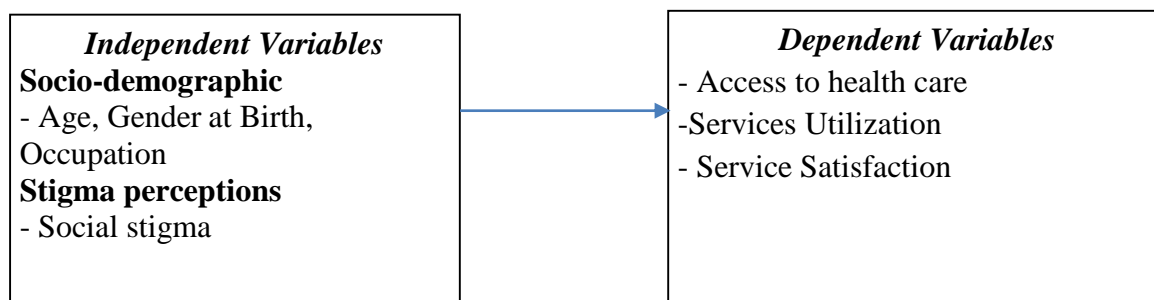 Independent Variables
Socio-demographic
- Age, Gender at Birth,
Occupation
Stigma perceptions
- Social stigma
Dependent Variables
- Access to health care
-Services Utilization
- Service Satisfaction